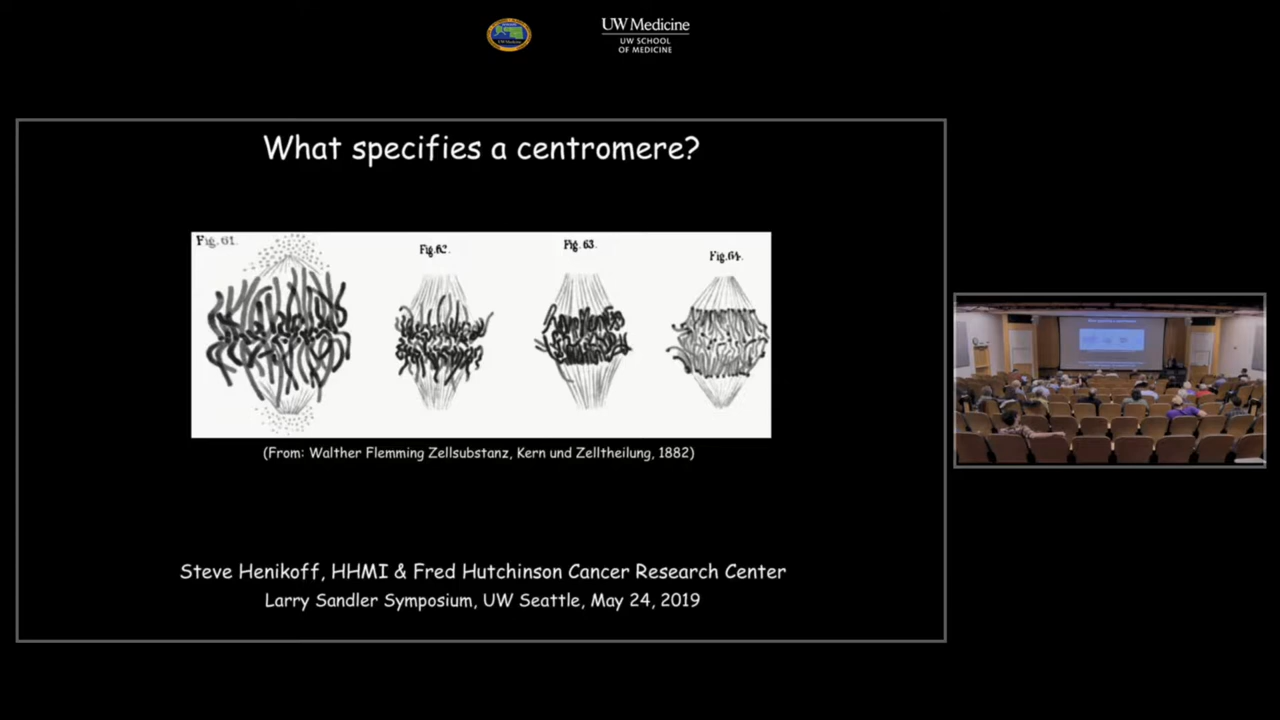 UW Medicine
UW SCHOOL
OF MEDICINE
What specifies a centromere?
Fig. 61.
Fig. 62.
Fig. 63.
Fig. 64.
(From: Walther Flemming Zellsubstanz, Kern und Zelltheilung, 1882)
Steve Henikoff, HHMI & Fred Hutchinson Cancer Research Center
Larry Sandler Symposium, UW Seattle, May 24, 2019